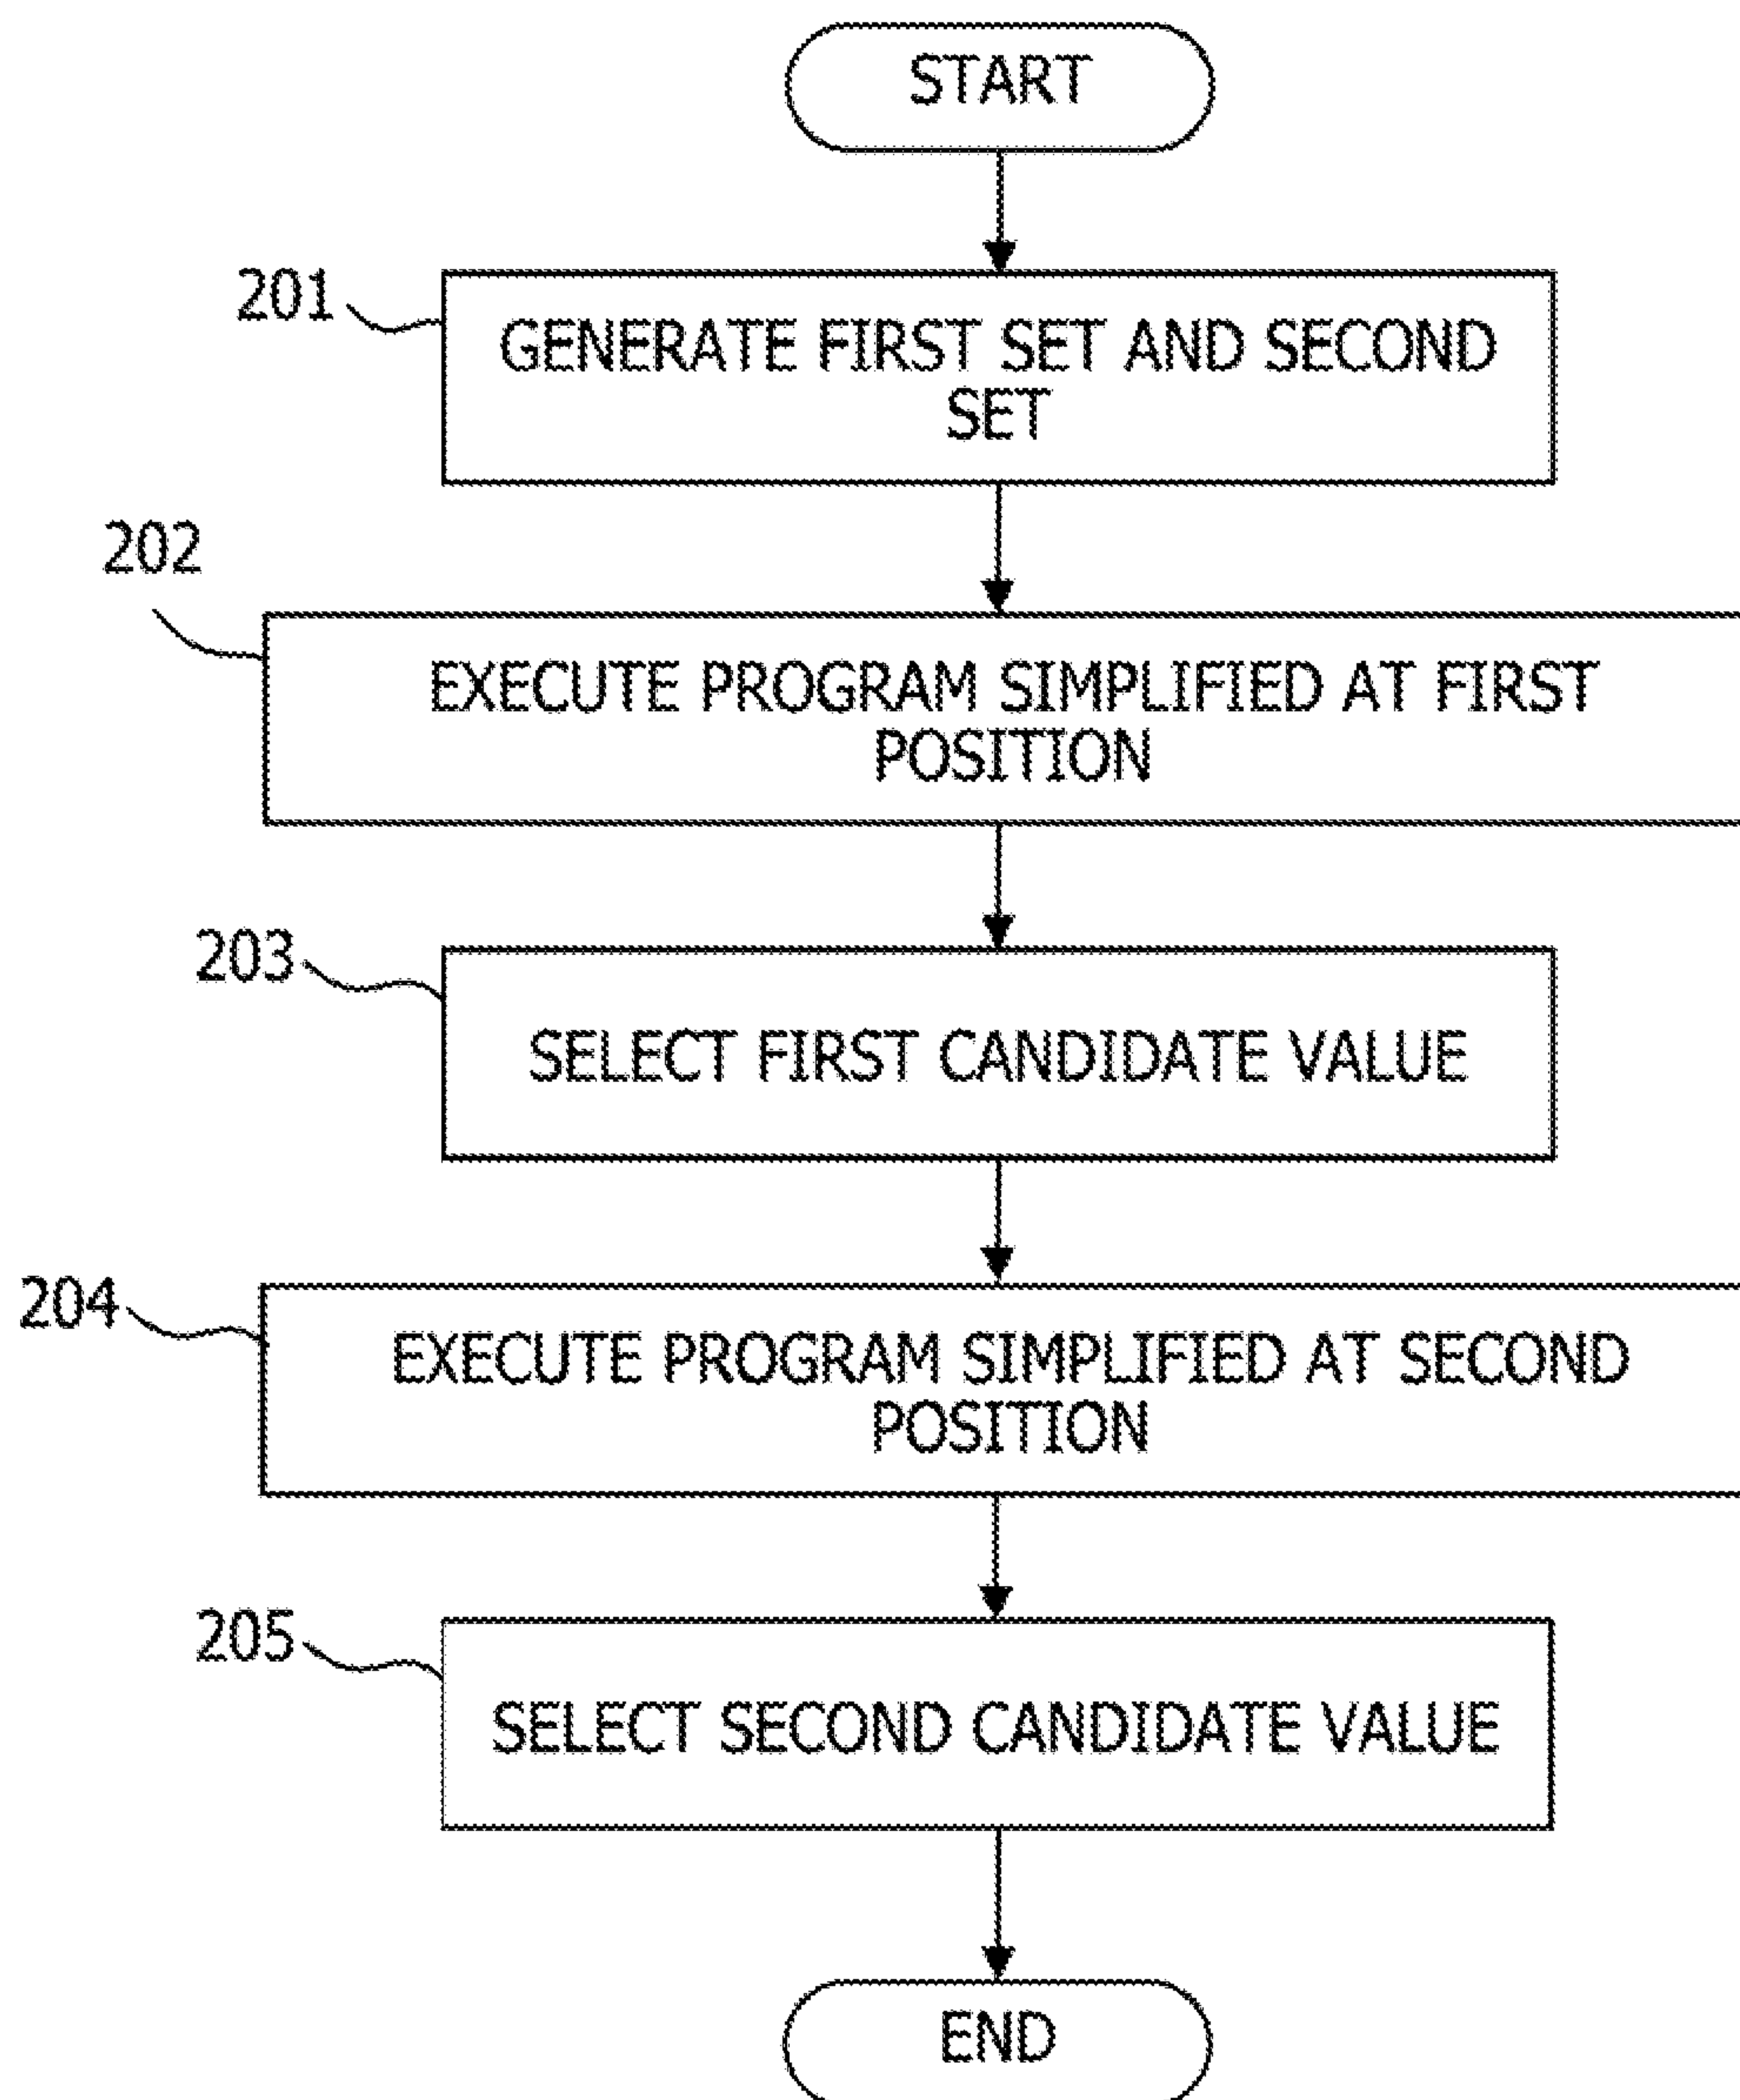 START
201
GENERATE FIRST SET AND SECOND
SET
202
EXECUTE PROGRAM SIMPLIFIED AT FIRST
POSITION
203
SELECT FIRST CANDIDATE VALUE
204
EXECUTE PROGRAM SIMPLIFIED AT SECOND
POSITION
205
SELECT SECOND CANDIDATE VALUE
END